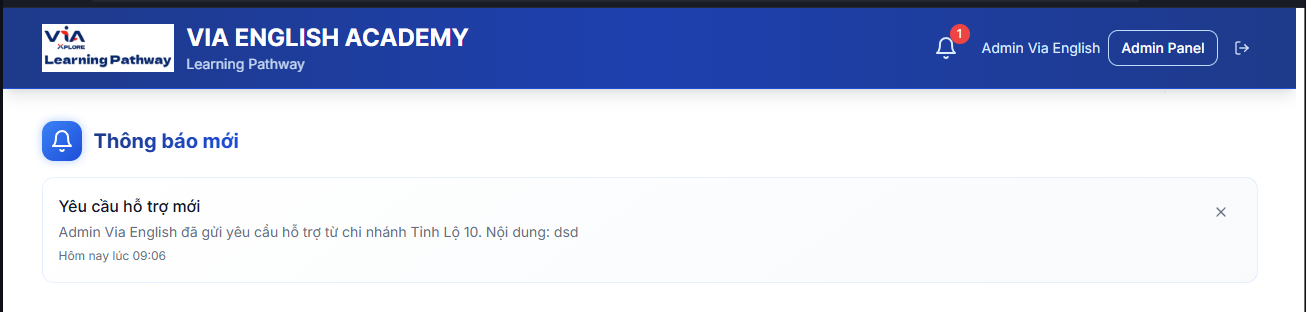 VIA
XPLORE
Learning Pathway
VIA ENGLISH ACADEMY
Learning Pathway
1
Admin Via English
Admin Panel
Thông báo mới
Yêu cầu hỗ trợ mới
Admin Via English đã gửi yêu cầu hỗ trợ từ chi nhánh Tỉnh Lộ 10. Nội dung: dsd
Hôm nay lúc 09:06